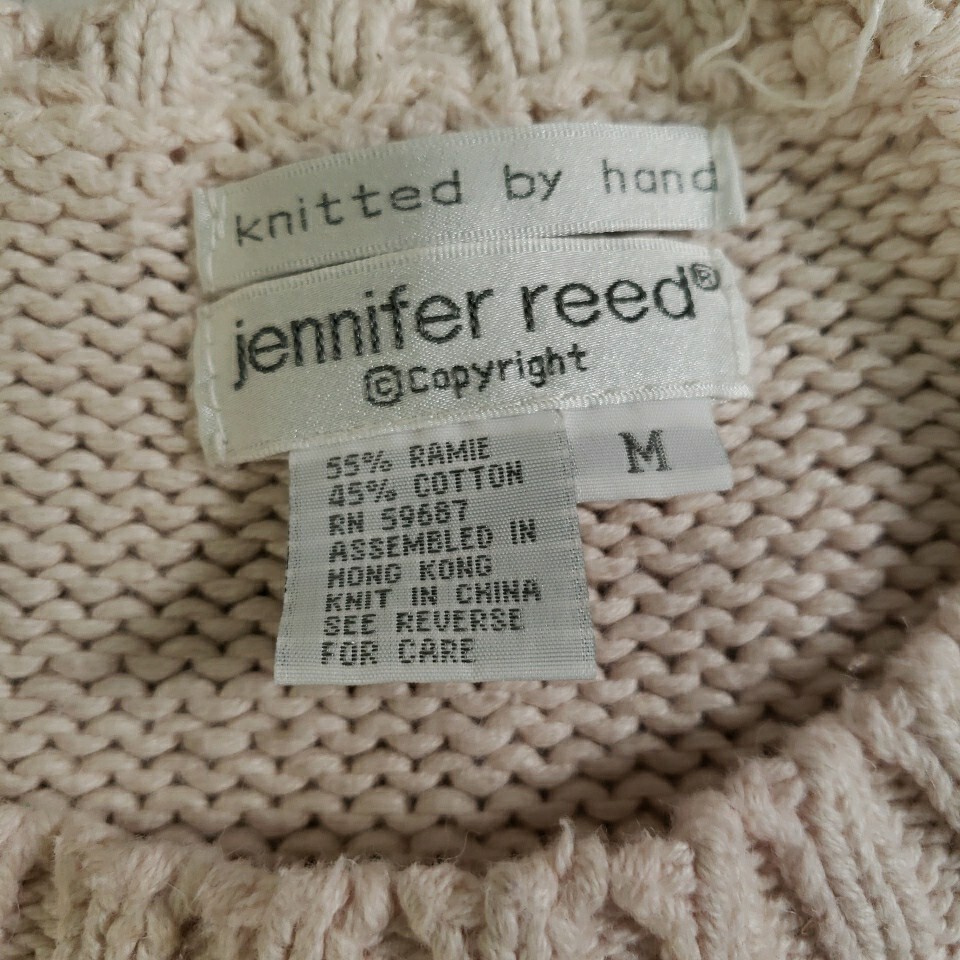 knitted by hand
jennifer reed®
©Copyright
M
55% RAMIE
45% COTTON
RN 59687
ASSEMBLED IN
HONG KONG
KNIT IN CHINA
SEE REVERSE
FOR CARE